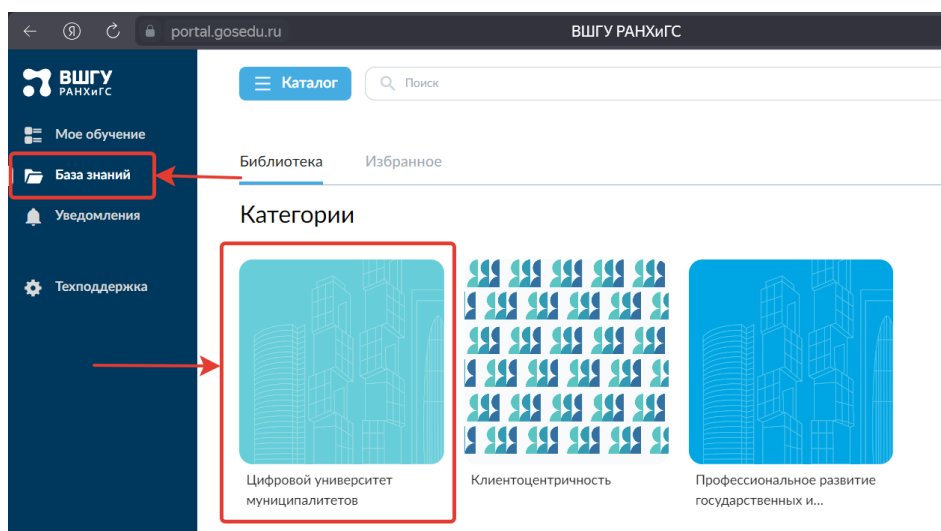 portal.gosedu.ru
ВШГУ РАНХиГС
ВШГУ
РАНХиГС
Мое обучение
База знаний
Уведомления
Техподдержка
Каталог
Поиск
Библиотека
Избранное
Категории
Цифровой университет
муниципалитетов
Клиентоцентричность
Профессиональное развитие
государственных и...